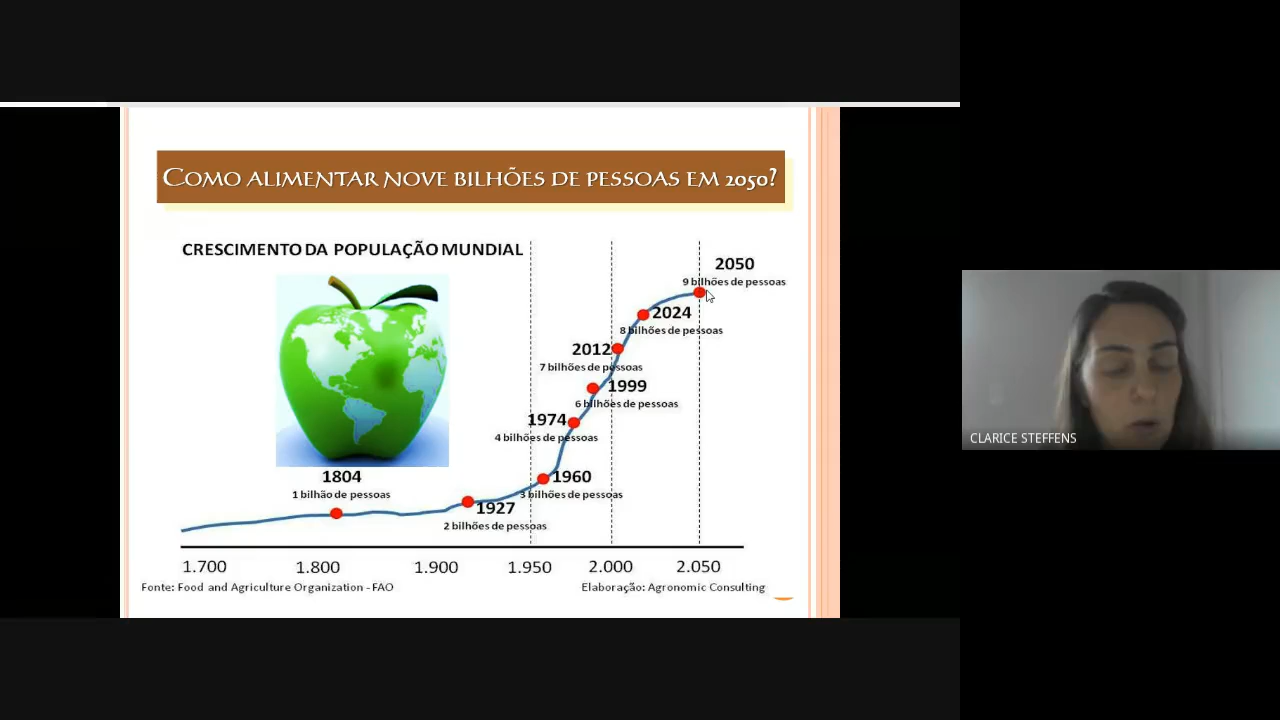 COMO ALIMENTAR NOVE BILHÕES DE PESSOAS EM 2050?
CRESCIMENTO DA POPULAÇÃO MUNDIAL
2050
9 bilhões de pessoas
2024
8 bilhões de pessoas
2012
7 bilhões de pessoas
1999
6 bilhões de pessoas
1974
4 bilhões de pessoas
1804
1 bilhão de pessoas
1960
3 bilhões de pessoas
1927
2 bilhões de pessoas
1.700 1.800 1.900 1.950 2.000 2.050
Fonte: Food and Agriculture Organization - FAO
Elaboração: Agronomic Consulting
CLARICE STEFFENS